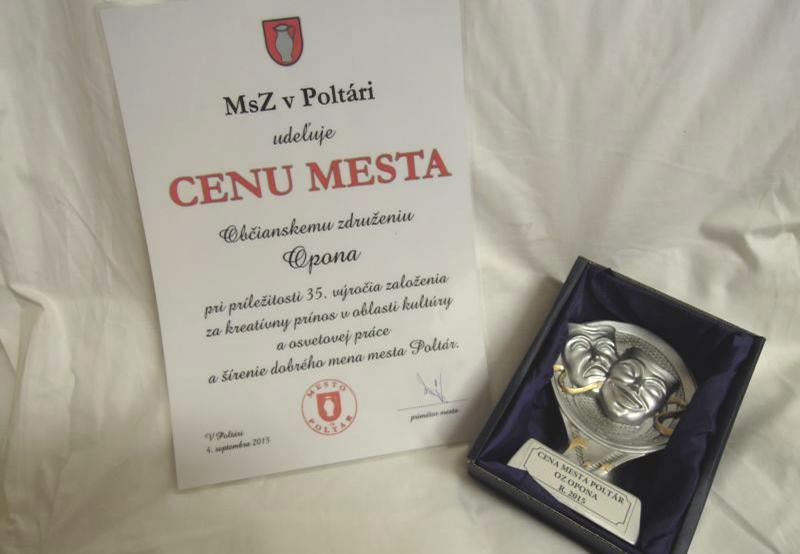 MsZ v Poltári
udeľuje
CENU MESTA
Občianskemu združeniu
Opona
pri príležitosti 35. výročia založenia
za kreatívny prínos v oblasti kultúry
a osvetovej práce
a šírenie dobrého mena mesta Poltár.
MESTO
POLTÁR
V Poltári
4. septembra 2015
primátor mesta
CENA MESTA POLTÁR
OZ OPONA
R. 2015